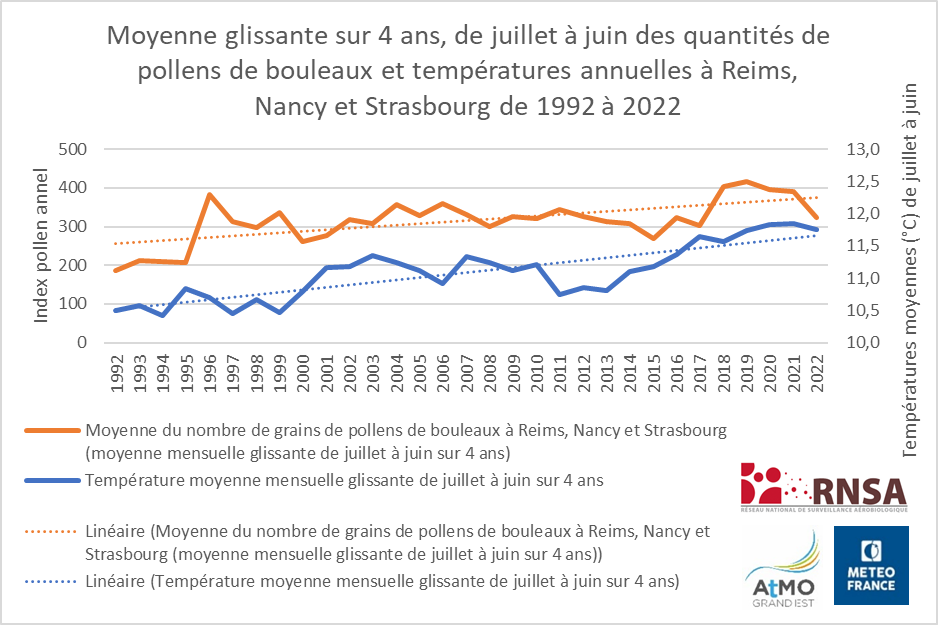 Moyenne glissante sur 4 ans, de juillet à juin des quantités de
pollens de bouleaux et températures annuelles à Reims,
Nancy et Strasbourg de 1992 à 2022
Index pollen annel
500
400
300
200
100
0
13,0
12,5
12,0
11,5
11,0
10,5
10,0
Températures moyennes (°C) de juillet à juin
1992
1993
1994
1995
1996
1997
1998
1999
2000
2001
2002
2003
2004
2005
2006
2007
2008
2009
2010
2011
2012
2013
2014
2015
2016
2017
2018
2019
2020
2021
2022
Moyenne du nombre de grains de pollens de bouleaux à Reims, Nancy et Strasbourg
(moyenne mensuelle glissante de juillet à juin sur 4 ans)
Température moyenne mensuelle glissante de juillet à juin sur 4 ans
Linéaire (Moyenne du nombre de grains de pollens de bouleaux à Reims, Nancy et
Strasbourg (moyenne mensuelle glissante de juillet à juin sur 4 ans))
Linéaire (Température moyenne mensuelle glissante de juillet à juin sur 4 ans)
RNSA
RÉSEAU NATIONAL DE SURVEILLANCE AÉROBIOLOGIQUE
AtMO
GRAND EST
METEO
FRANCE